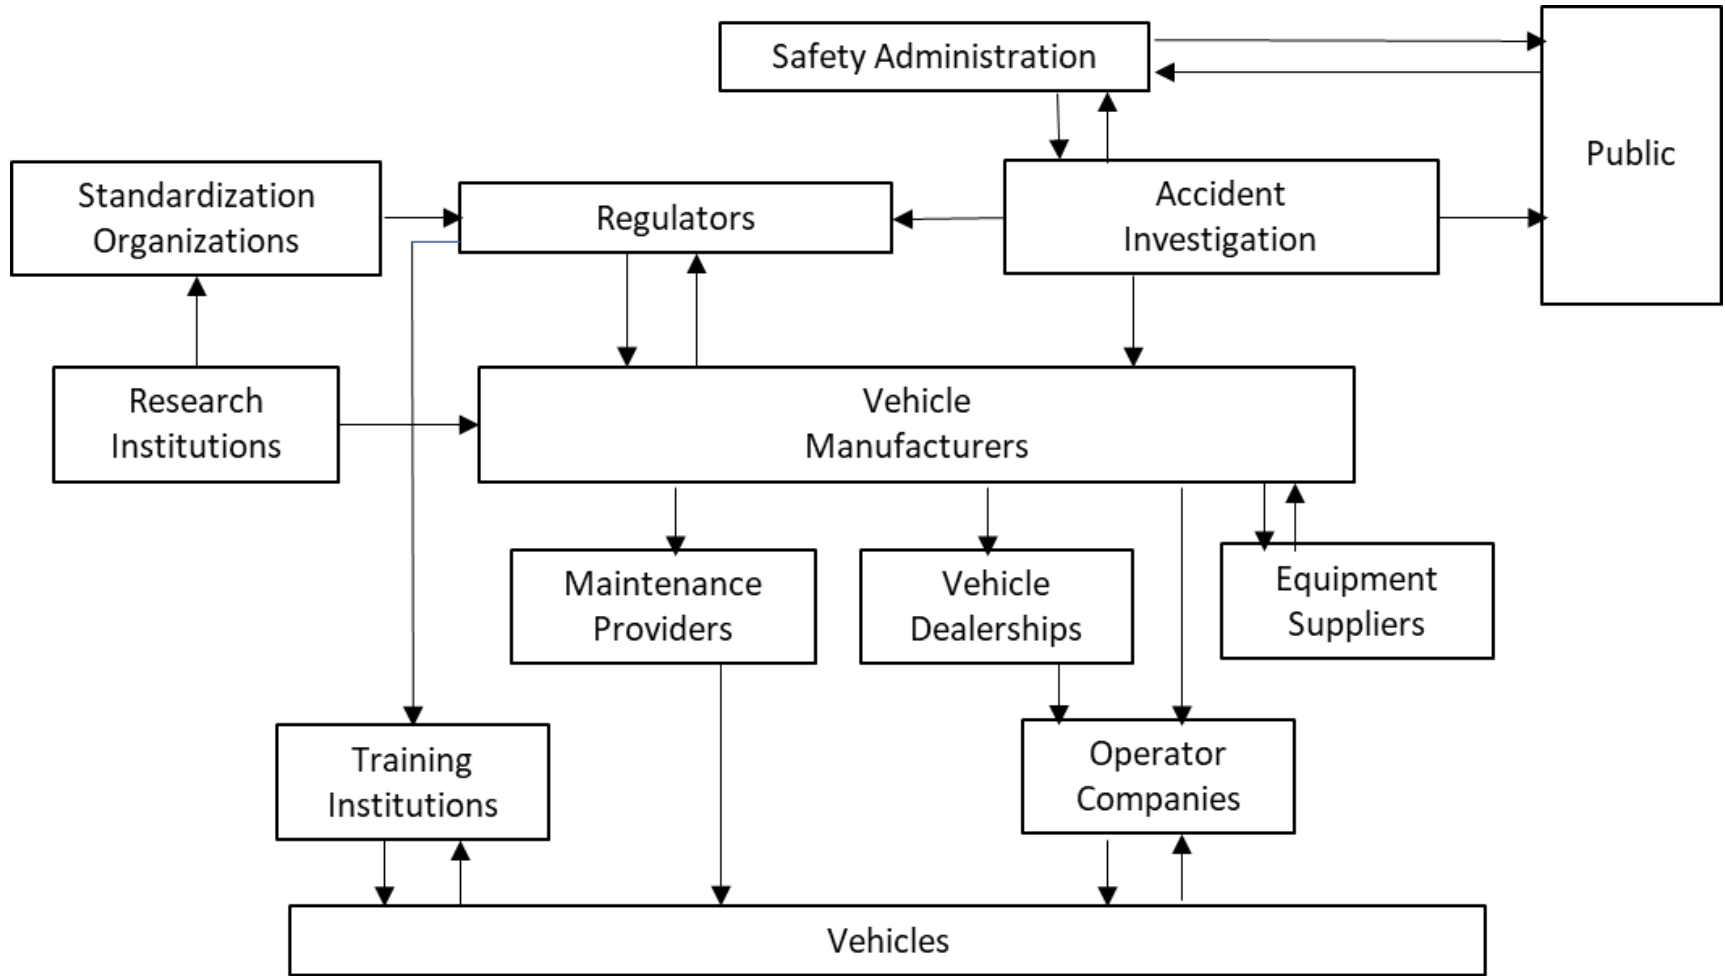 Safety Administration
Public
Standardization
Organizations
Regulators
Accident
Investigation
Research
Institutions
Vehicle
Manufacturers
Maintenance
Providers
Vehicle
Dealerships
Equipment
Suppliers
Training
Institutions
Operator
Companies
Vehicles